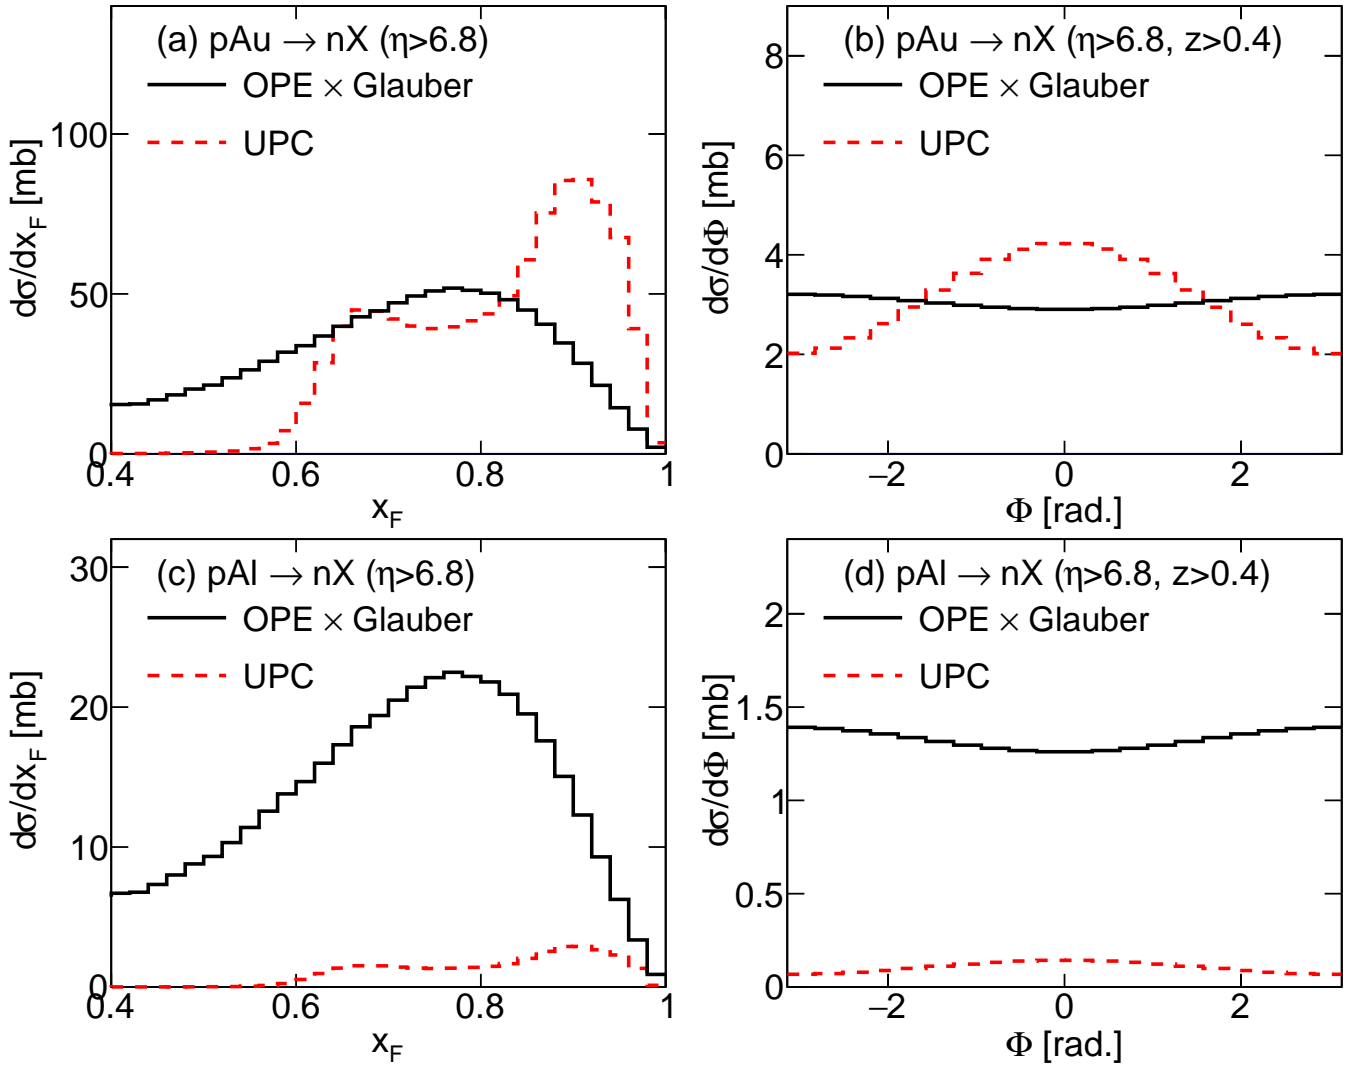 (a) pAu → nX (η>6.8)
OPE × Glauber
UPC
100
50
0
dσ/dx_F [mb]
0.4
0.6
0.8
1
x_F
(b) pAu → nX (η>6.8, z>0.4)
OPE × Glauber
UPC
8
6
4
2
0
dσ/dΦ [mb]
−2
0
2
Φ [rad.]
(c) pAl → nX (η>6.8)
OPE × Glauber
UPC
30
20
10
0
dσ/dx_F [mb]
0.4
0.6
0.8
1
x_F
(d) pAl → nX (η>6.8, z>0.4)
OPE × Glauber
UPC
2
1.5
1
0.5
0
dσ/dΦ [mb]
−2
0
2
Φ [rad.]